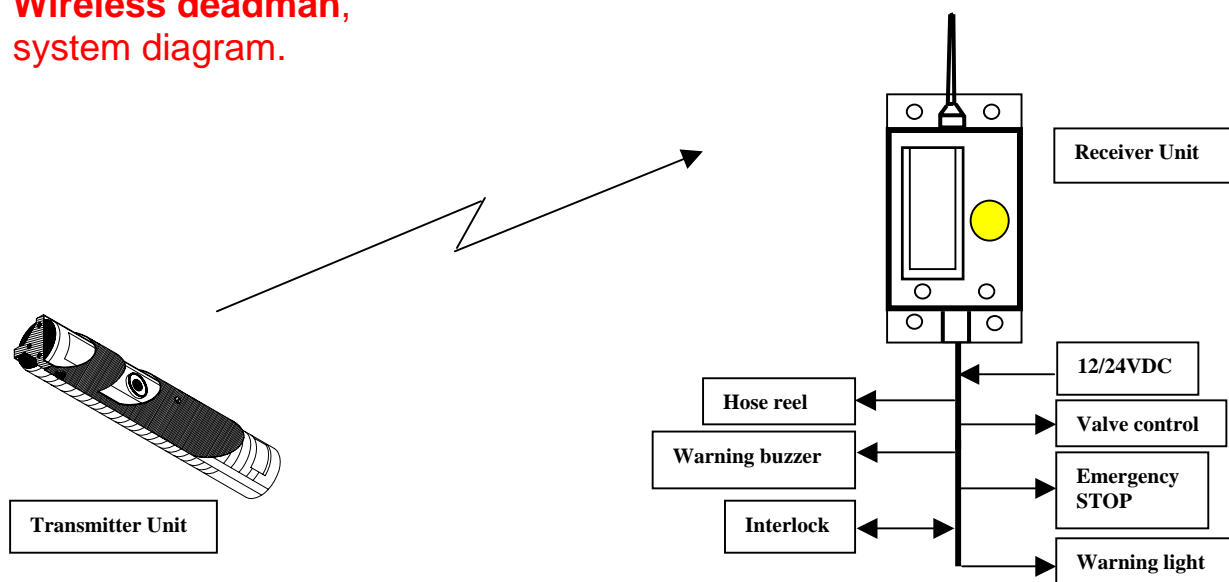 Wireless deadman,
system diagram.
Receiver Unit
12/24VDC
Hose reel
Valve control
Warning buzzer
Emergency
STOP
Transmitter Unit
Interlock
Warning light